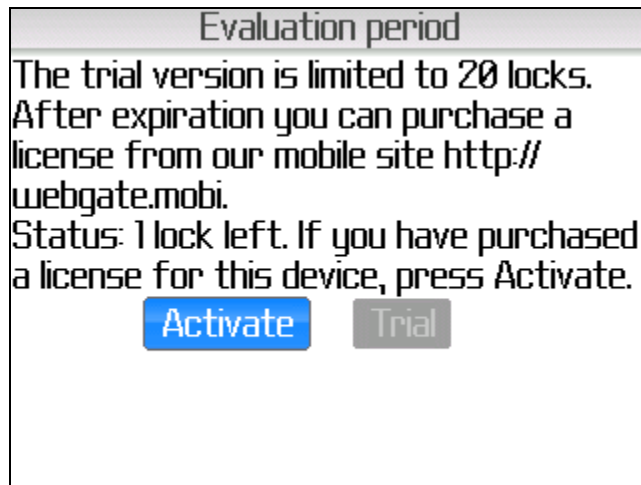 Evaluation period
The trial version is limited to 20 locks.
After expiration you can purchase a
license from our mobile site http://
webgate.mobi.
Status: 1 lock left. If you have purchased
a license for this device, press Activate.
Activate Trial